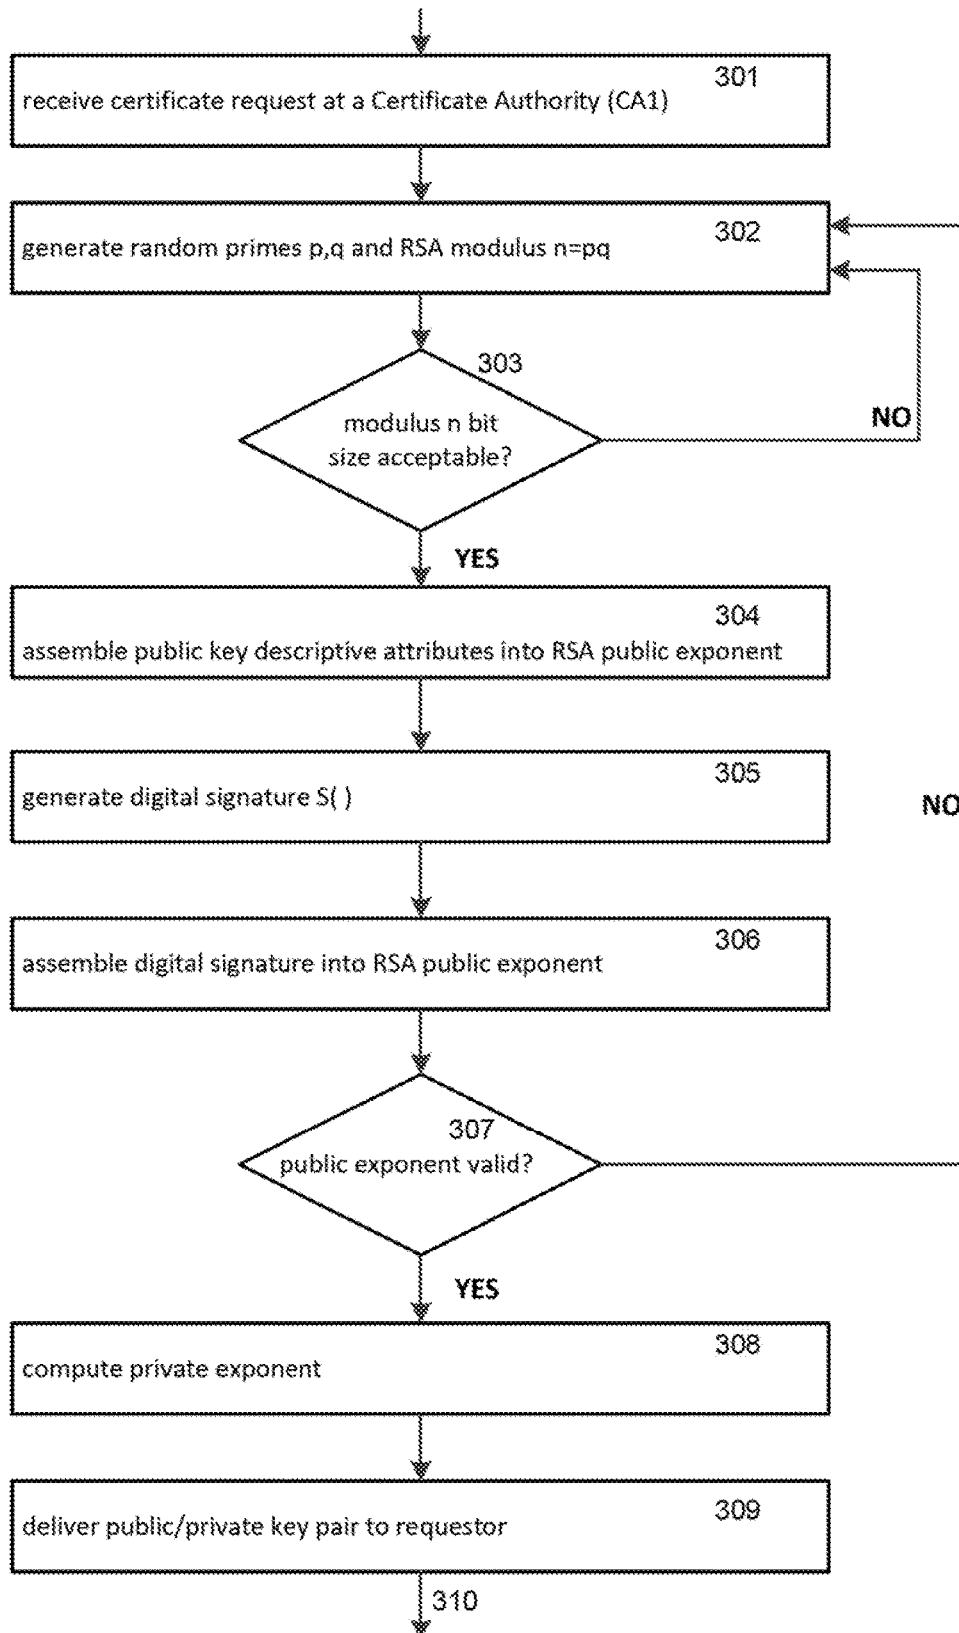 301
receive certificate request at a Certificate Authority (CA1)
302
generate random primes p,q and RSA modulus n=pq
303
modulus n bit
size acceptable?
NO
YES
304
assemble public key descriptive attributes into RSA public exponent
305
generate digital signature S( )
NO
306
assemble digital signature into RSA public exponent
307
public exponent valid?
YES
308
compute private exponent
309
deliver public/private key pair to requestor
310